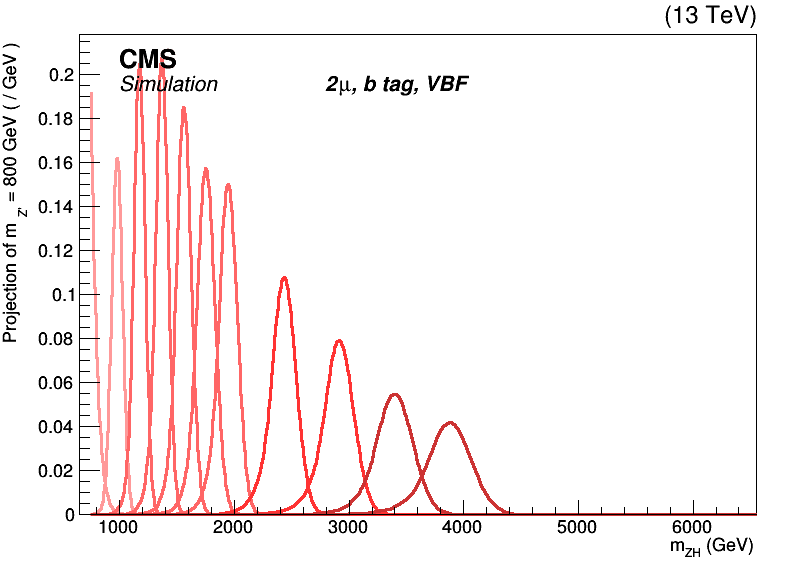 (13 TeV)
CMS
Simulation
2μ, b tag, VBF
Projection of m Z' = 800 GeV ( / GeV )
0.2
0.18
0.16
0.14
0.12
0.1
0.08
0.06
0.04
0.02
0
1000 2000 3000 4000 5000 6000
m ZH (GeV)